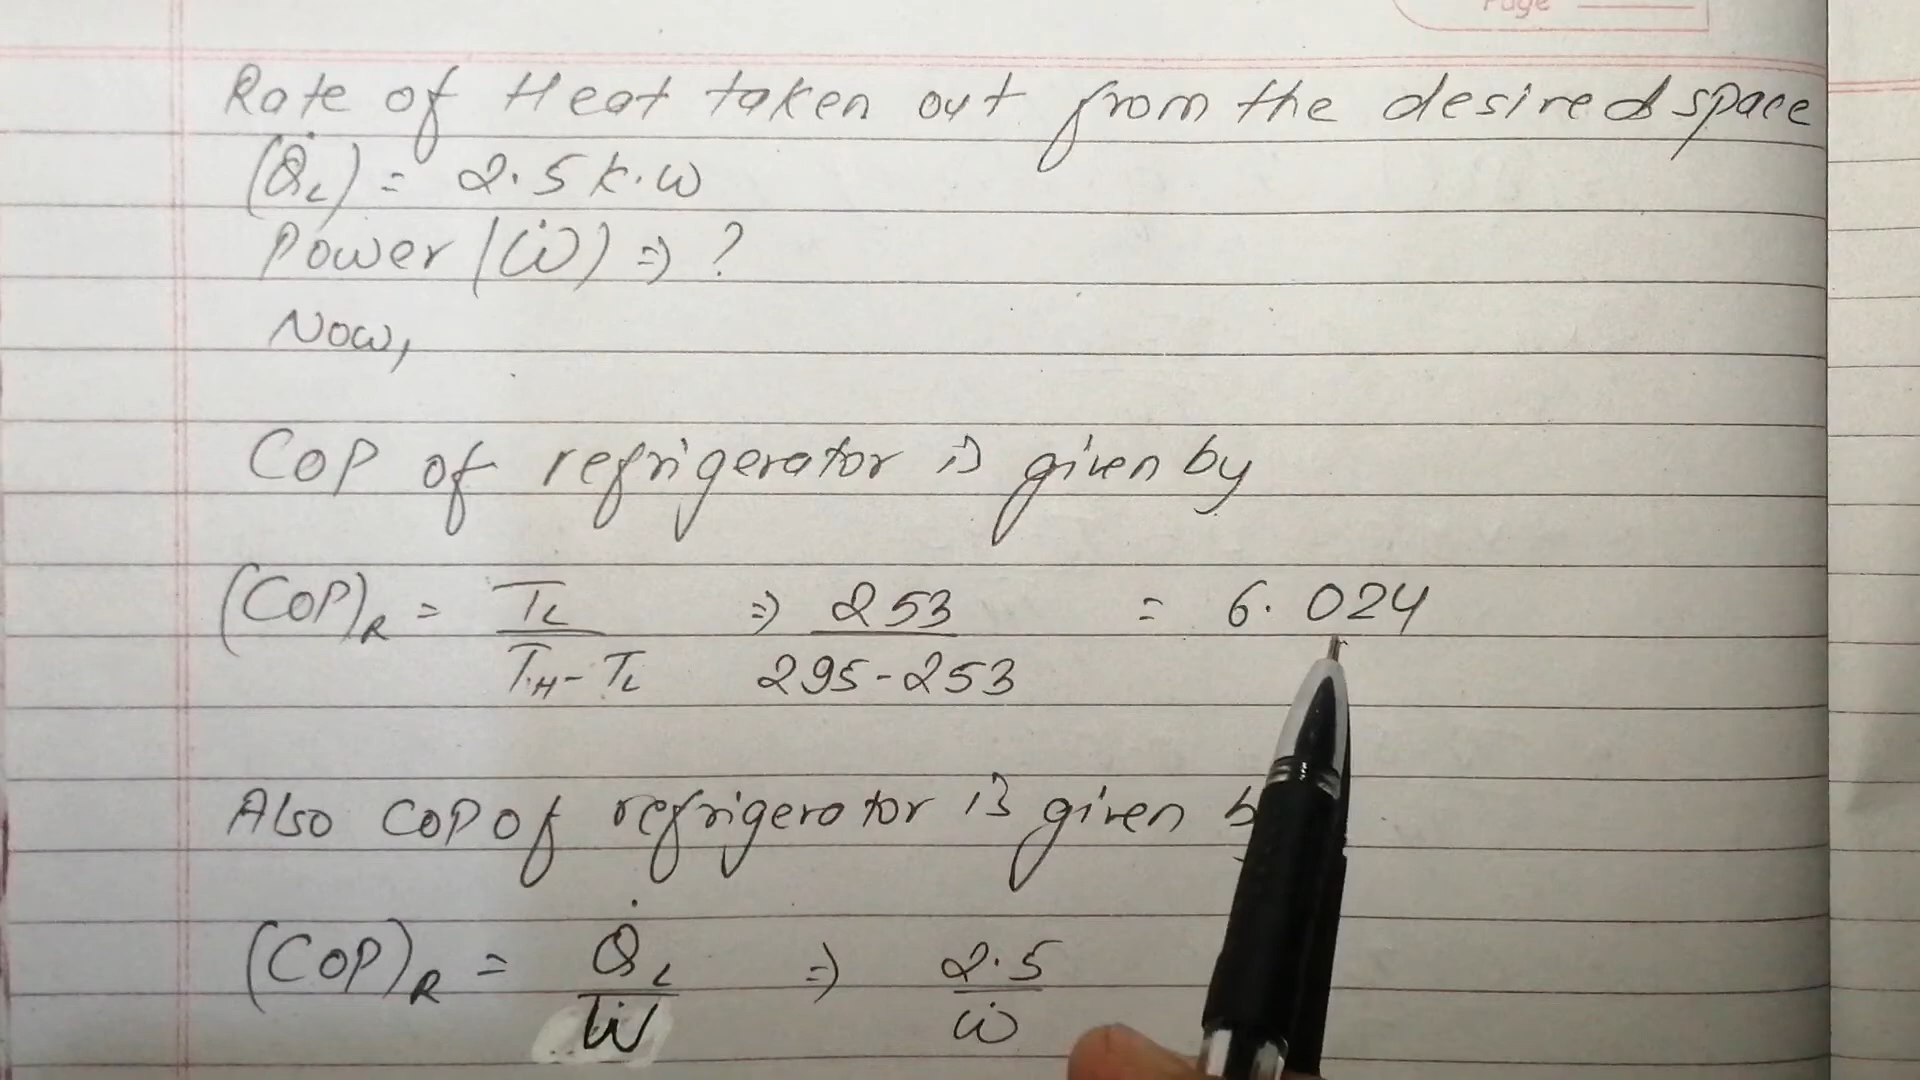 Page
Rate of Heat taken out from the desired space
(Q̇L) = 2.5 k.w
Power (Ẇ) => ?
Now,
COP of refrigerator is given by
(COP)R = TL / TH - TL => 253 / 295 - 253 = 6.024
Also COP of refrigerator is given b
(COP)R = Q̇L / Ẇ => 2.5 / Ẇ